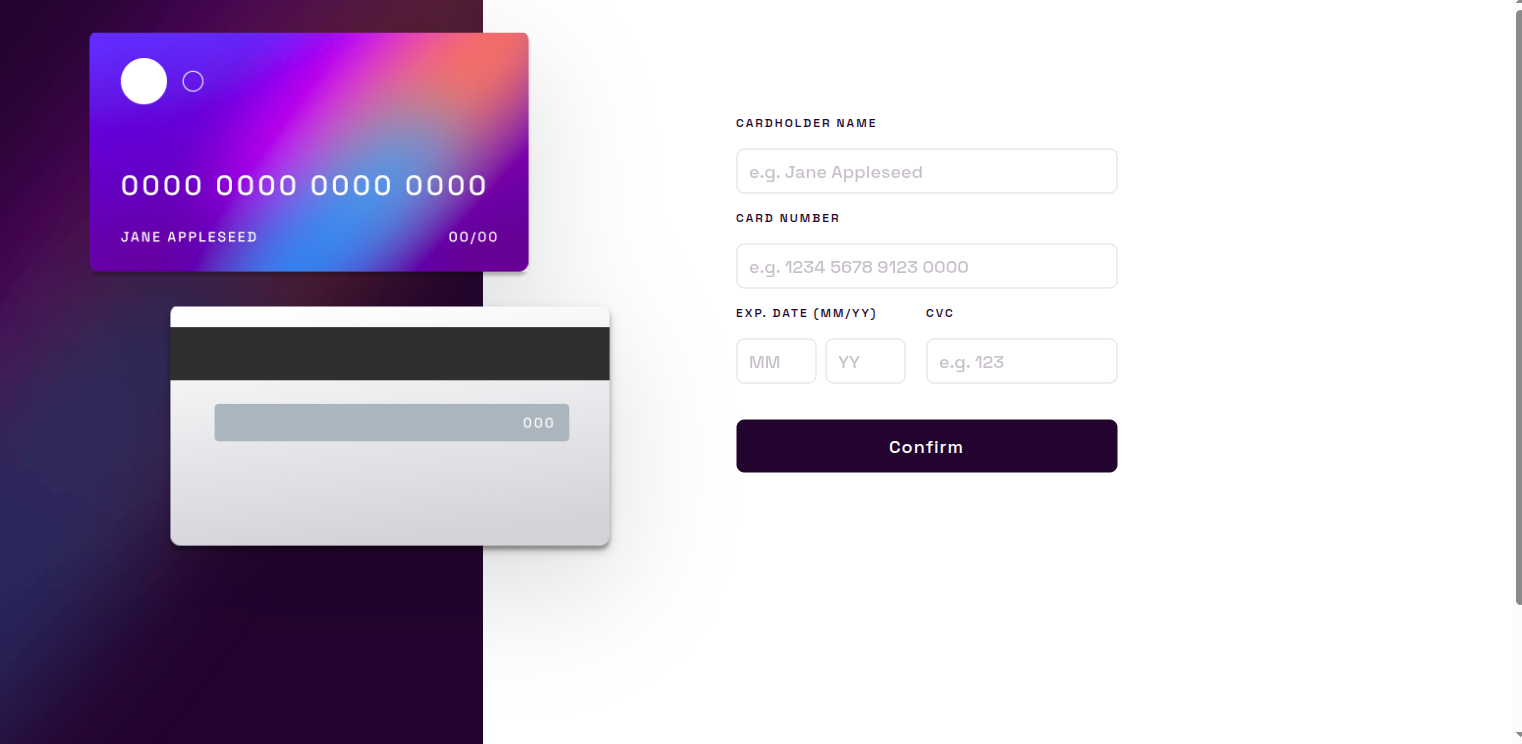 0000 0000 0000 0000
JANE APPLESEED 00/00
000
CARDHOLDER NAME
e.g. Jane Appleseed
CARD NUMBER
e.g. 1234 5678 9123 0000
EXP. DATE (MM/YY) CVC
MM YY e.g. 123
Confirm